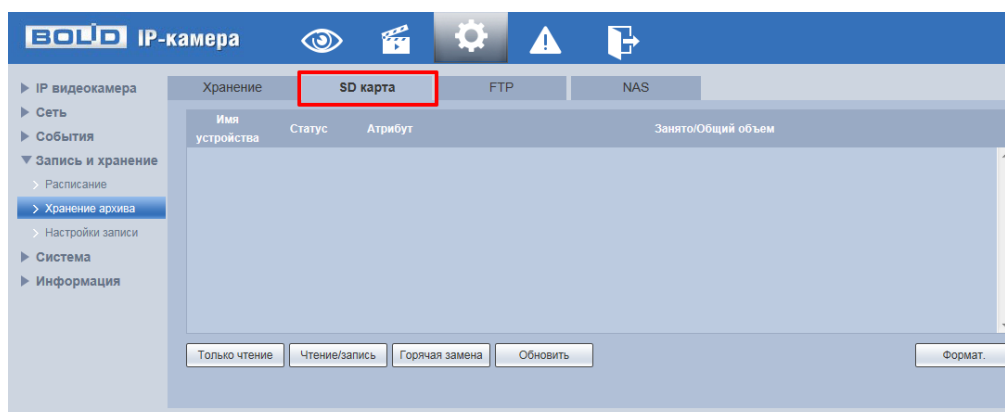 BOLID IP-камера
IP видеокамера
Сеть
События
Запись и хранение
Расписание
Хранение архива
Настройки записи
Система
Информация
Хранение SD карта FTP NAS
Имя
устройства Статус Атрибут Занято/Общий объем
Только чтение Чтение/запись Горячая замена Обновить Формат.